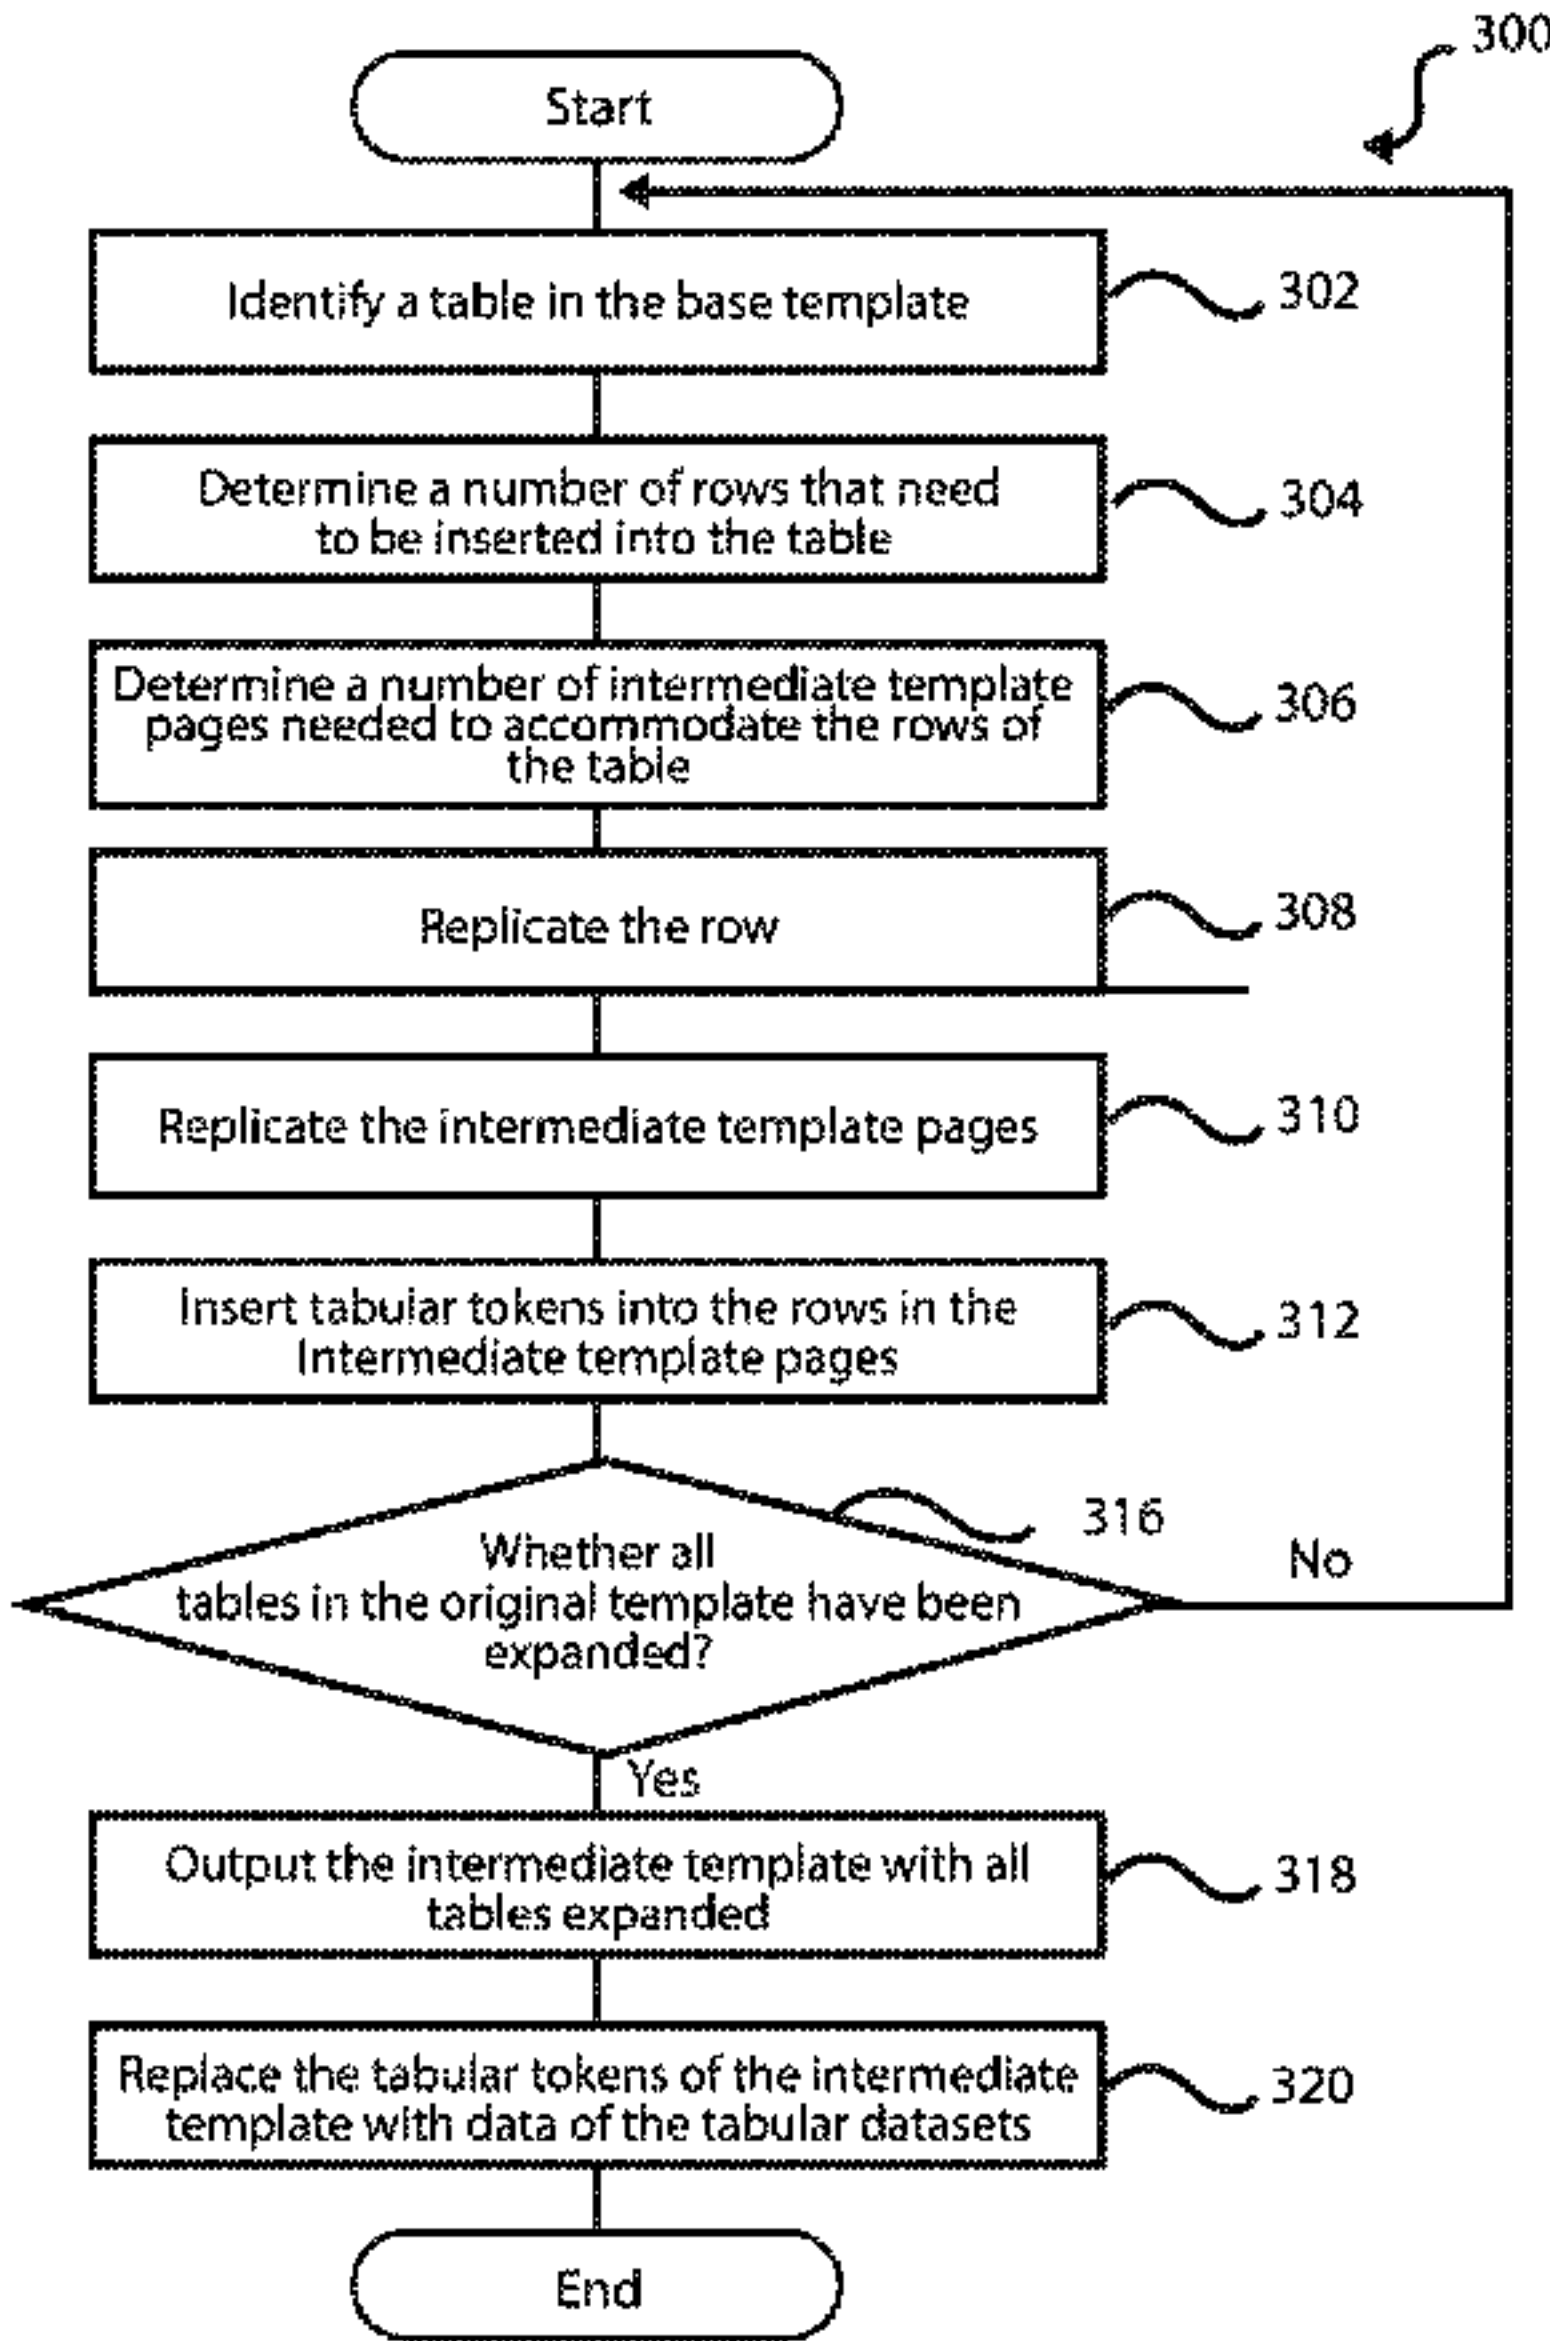 300
Start
Identify a table in the base template
302
Determine a number of rows that need
to be inserted into the table
304
Determine a number of intermediate template
pages needed to accommodate the rows of
the table
306
Replicate the row
308
Replicate the intermediate template pages
310
Insert tabular tokens into the rows in the
Intermediate template pages
312
316
Whether all
tables in the original template have been
expanded?
No
Yes
Output the intermediate template with all
tables expanded
318
Replace the tabular tokens of the intermediate
template with data of the tabular datasets
320
End